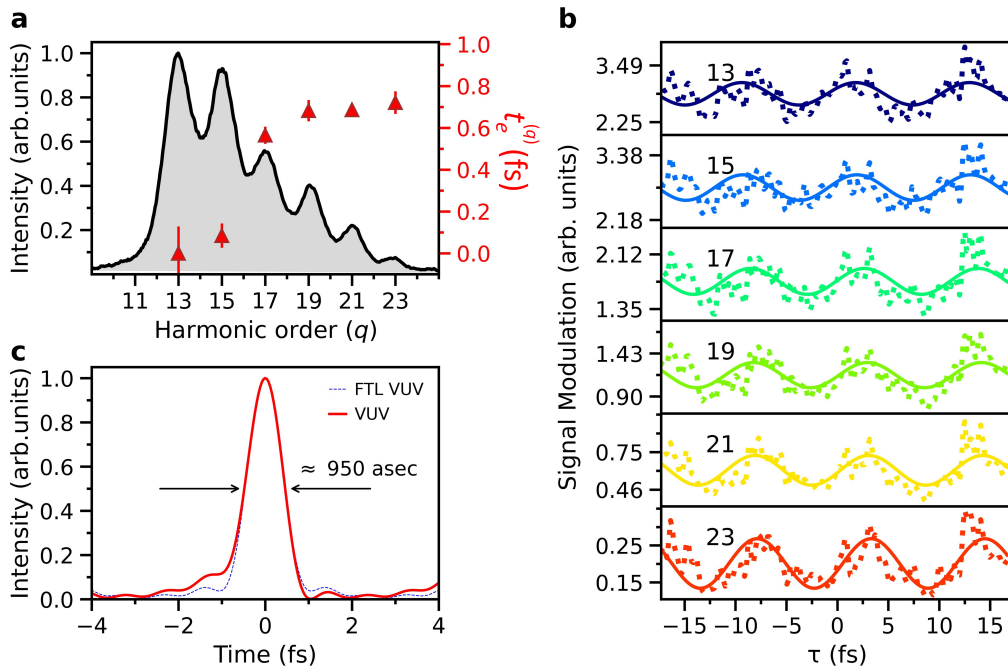 a
Intensity (arb.units)
1.0
0.8
0.6
0.4
0.2
1.0
0.8
0.6
0.4
0.2
0.0
t_e^(q) (fs)
11 13 15 17 19 21 23
Harmonic order (q)
c
Intensity (arb.units)
1.0
0.8
0.6
0.4
0.2
0.0
FTL VUV
VUV
≈ 950 asec
−4 −2 0 2 4
Time (fs)
b
Signal Modulation (arb. units)
3.49
13
2.25
3.38
15
2.18
2.12
17
1.35
1.43
19
0.90
0.75
21
0.46
0.25
23
0.15
−15 −10 −5 0 5 10 15
τ (fs)